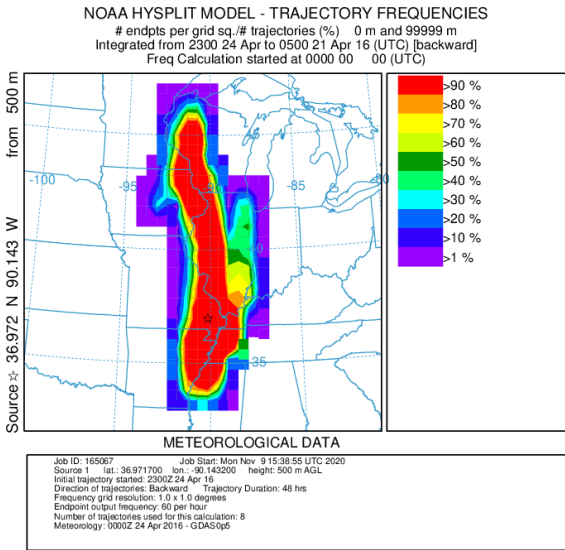 NOAA HYSPLIT MODEL - TRAJECTORY FREQUENCIES
# endpts per grid sq./# trajectories (%) 0 m and 99999 m
Integrated from 2300 24 Apr to 0500 21 Apr 16 (UTC) [backward]
Freq Calculation started at 0000 00 00 (UTC)
Source ☆ 36.972 N 90.143 W from 500 m
-100
-95
-90
-85
-80
40
35
>90 %
>80 %
>70 %
>60 %
>50 %
>40 %
>30 %
>20 %
>10 %
>1 %
METEOROLOGICAL DATA
Job ID: 165067 Job Start: Mon Nov 9 15:38:55 UTC 2020
Source 1 lat.: 36.971700 lon.: -90.143200 height: 500 m AGL
Initial trajectory started: 2300Z 24 Apr 16
Direction of trajectories: Backward Trajectory Duration: 48 hrs
Frequency grid resolution: 1.0 x 1.0 degrees
Endpoint output frequency: 60 per hour
Number of trajectories used for this calculation: 8
Meteorology: 0000Z 24 Apr 2016 - GDAS0p5